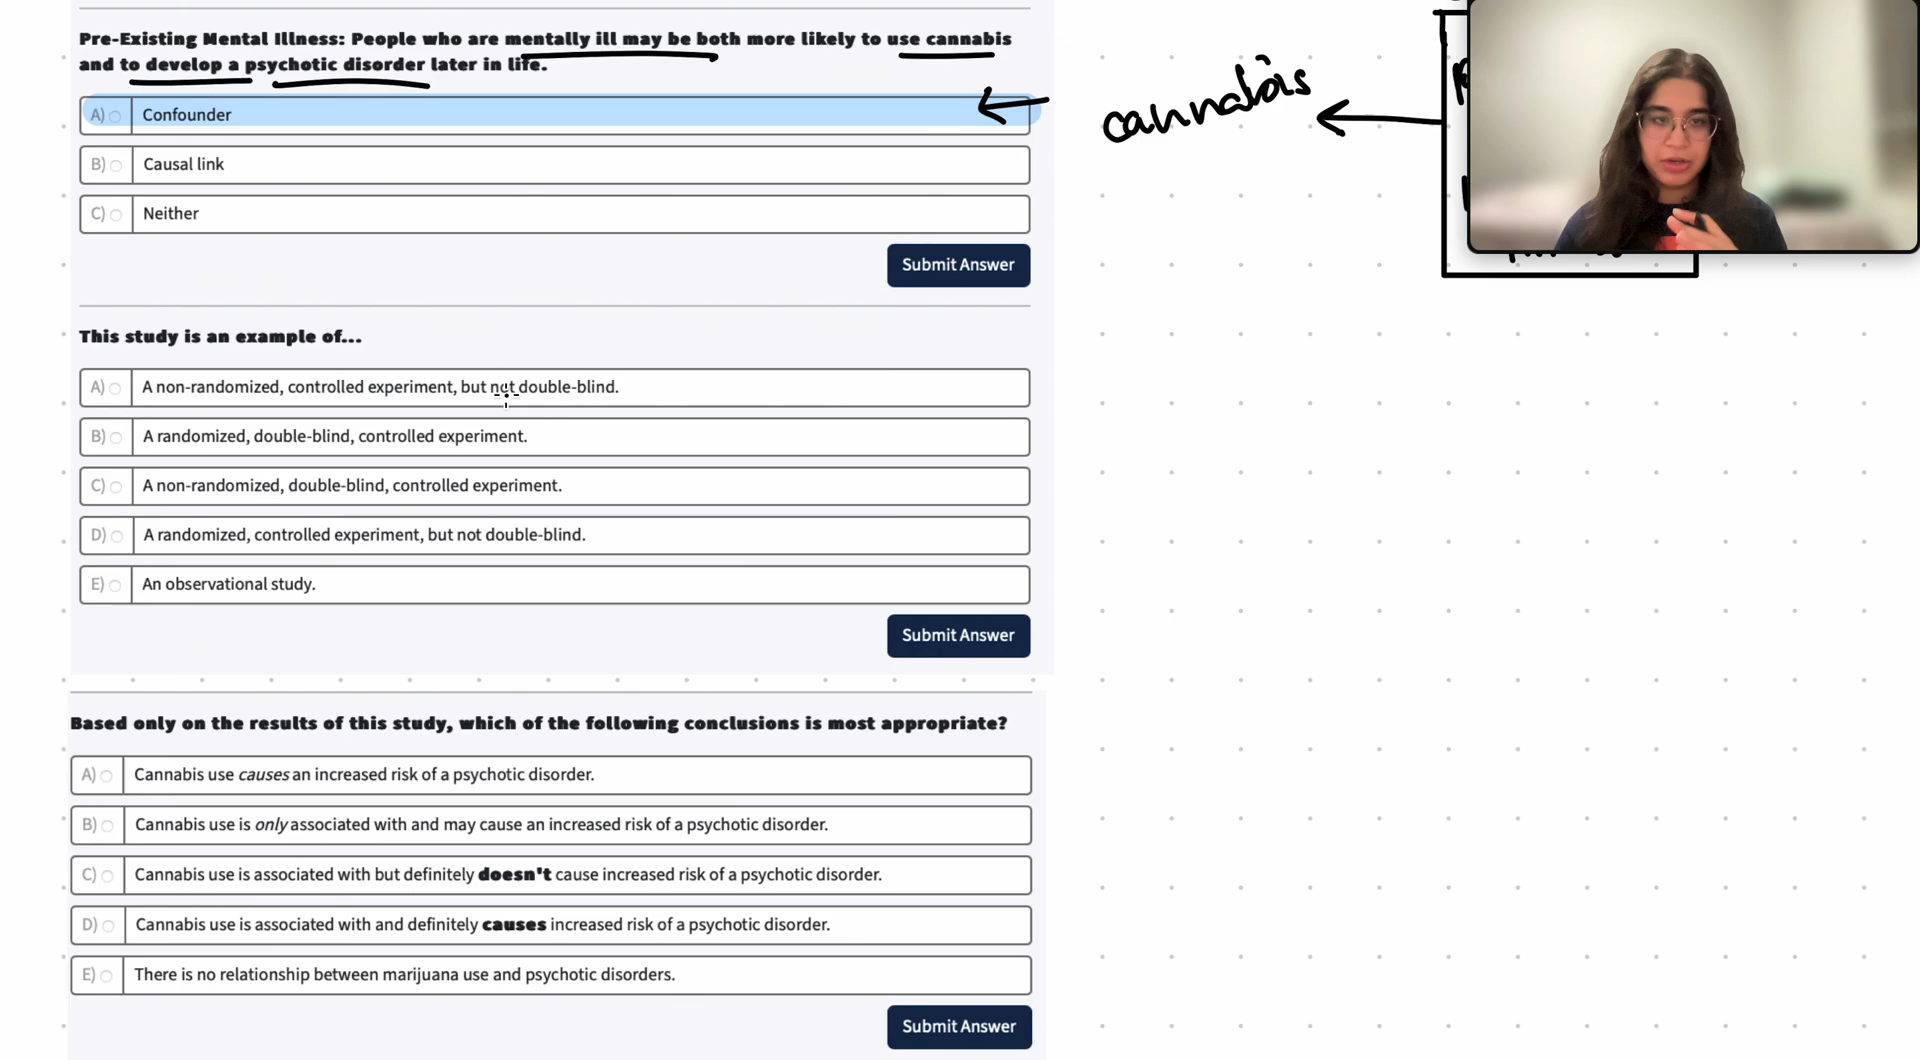 Pre-Existing Mental Illness: People who are mentally ill may be both more likely to use cannabis
and to develop a psychotic disorder later in life.
A) Confounder
B) Causal link
C) Neither
Submit Answer
cannabis
This study is an example of...
A) A non-randomized, controlled experiment, but not double-blind.
B) A randomized, double-blind, controlled experiment.
C) A non-randomized, double-blind, controlled experiment.
D) A randomized, controlled experiment, but not double-blind.
E) An observational study.
Submit Answer
Based only on the results of this study, which of the following conclusions is most appropriate?
A) Cannabis use causes an increased risk of a psychotic disorder.
B) Cannabis use is only associated with and may cause an increased risk of a psychotic disorder.
C) Cannabis use is associated with but definitely doesn't cause increased risk of a psychotic disorder.
D) Cannabis use is associated with and definitely causes increased risk of a psychotic disorder.
E) There is no relationship between marijuana use and psychotic disorders.
Submit Answer